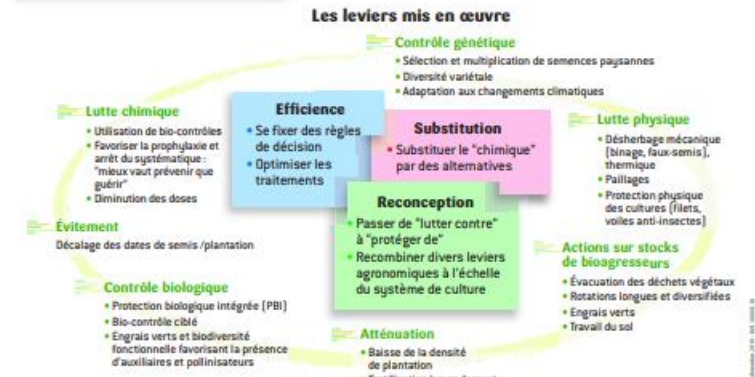 Les leviers mis en œuvre
Contrôle génétique
• Sélection et multiplication de semences paysannes
• Diversité variétale
• Adaptation aux changements climatiques
Lutte chimique
• Utilisation de bio-contrôles
• Favoriser la prophylaxie et
arrêt du systématique :
"mieux vaut prévenir que
guérir"
• Diminution des doses
Efficience
• Se fixer des règles
de décision
• Optimiser les
traitements
Substitution
• Substituer le "chimique"
par des alternatives
Reconception
• Passer de "lutter contre"
à "protéger de"
• Recombiner divers leviers
agronomiques à l'échelle
du système de culture
Lutte physique
• Désherbage mécanique
(binage, faux-semis),
thermique
• Paillages
• Protection physique
des cultures (filets,
voiles anti-insectes)
Évitement
Décalage des dates de semis /plantation
Actions sur stocks
de bioagresseurs
• Évacuation des déchets végétaux
• Rotations longues et diversifiées
• Engrais verts
• Travail du sol
Contrôle biologique
• Protection biologique intégrée (PBI)
• Bio-contrôle ciblé
• Engrais verts et biodiversité
fonctionnelle favorisant la présence
d'auxiliaires et pollinisateurs
Atténuation
• Baisse de la densité
de plantation